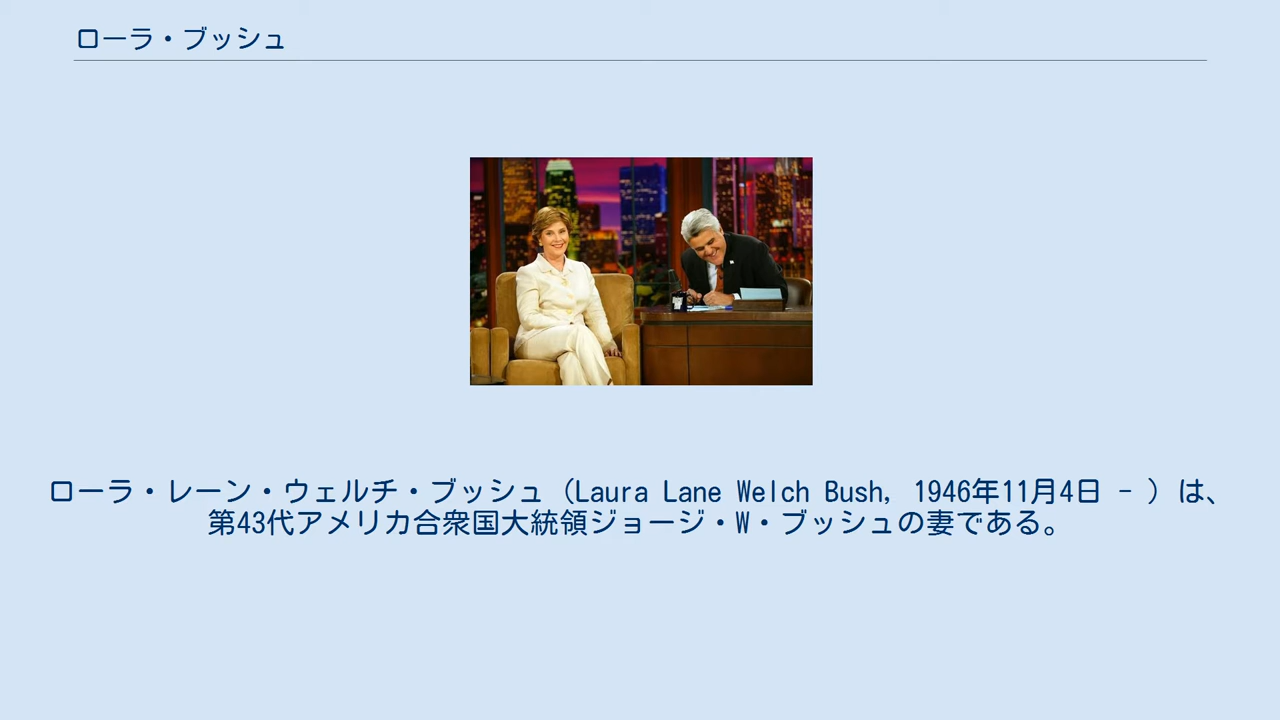 ローラ・ブッシュ
ローラ・レーン・ウェルチ・ブッシュ（Laura Lane Welch Bush, 1946年11月4日 - ）は、
第43代アメリカ合衆国大統領ジョージ・W・ブッシュの妻である。